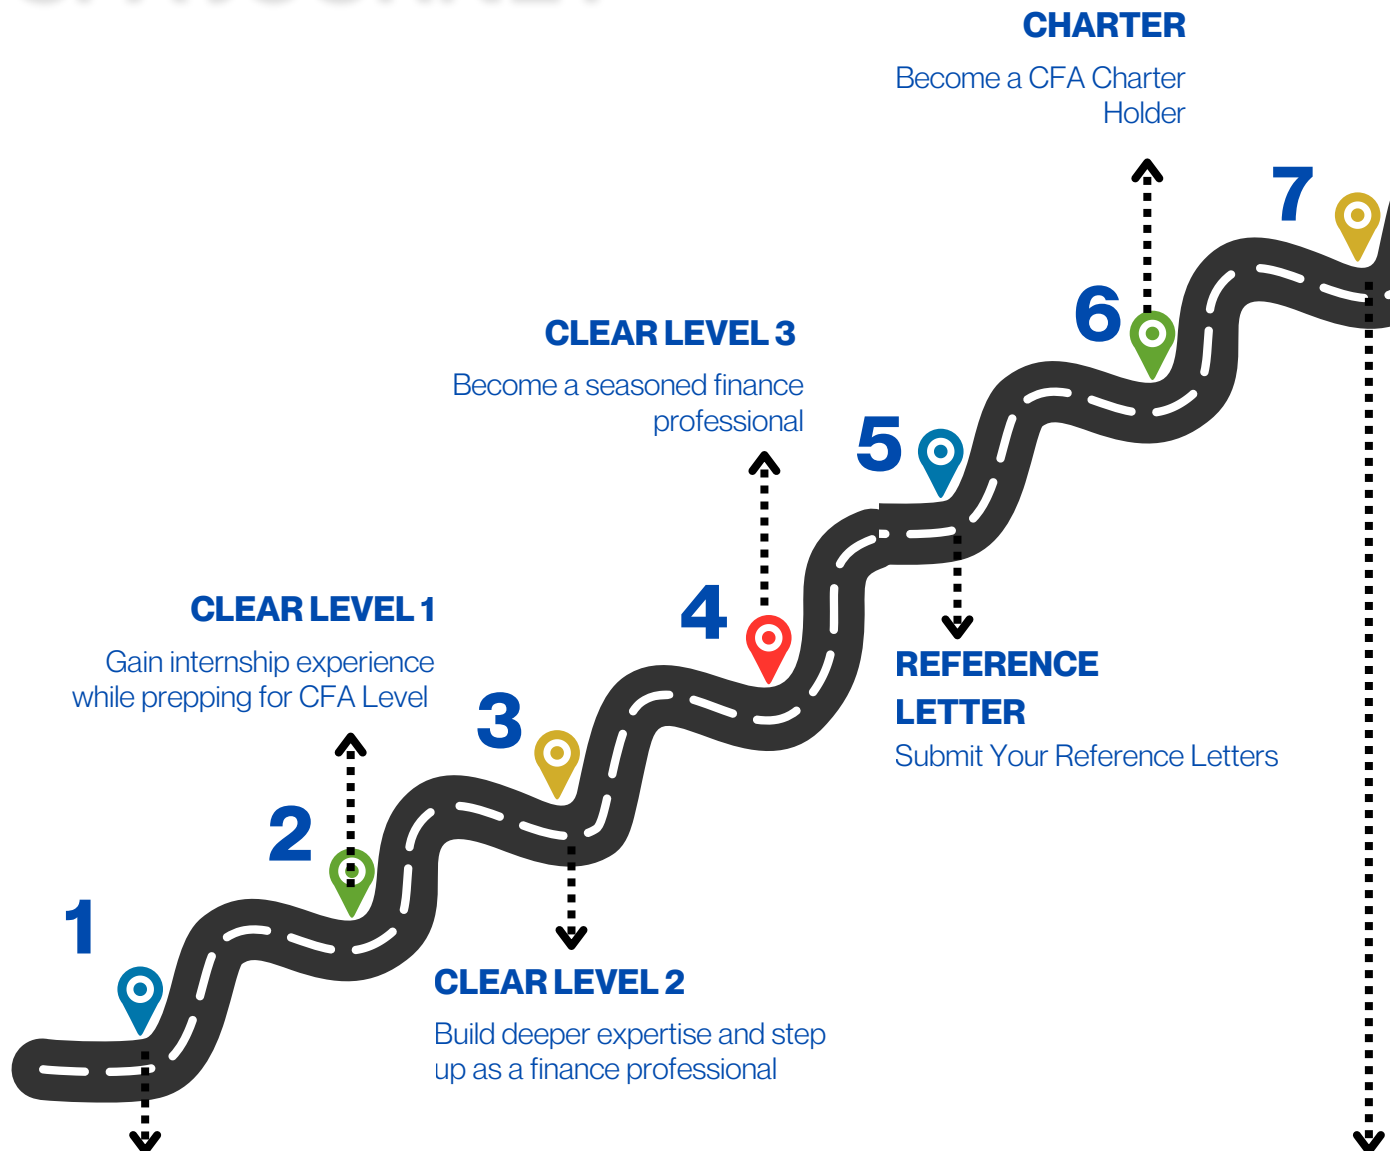 CHARTER
Become a CFA Charter
Holder
7
6
CLEAR LEVEL 3
Become a seasoned finance
professional
5
4
REFERENCE
LETTER
Submit Your Reference Letters
CLEAR LEVEL 1
Gain internship experience
while prepping for CFA Level
3
2
1
CLEAR LEVEL 2
Build deeper expertise and step
up as a finance professional